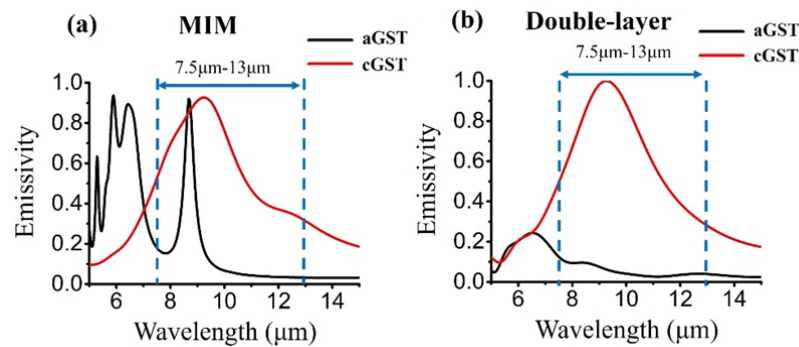 (a)
MIM
aGST
cGST
7.5μm-13μm
1.0
0.8
0.6
0.4
0.2
0.0
Emissivity
6 8 10 12 14
Wavelength (μm)
(b)
Double-layer
aGST
cGST
7.5μm-13μm
1.0
0.8
0.6
0.4
0.2
0.0
Emissivity
6 8 10 12 14
Wavelength (μm)